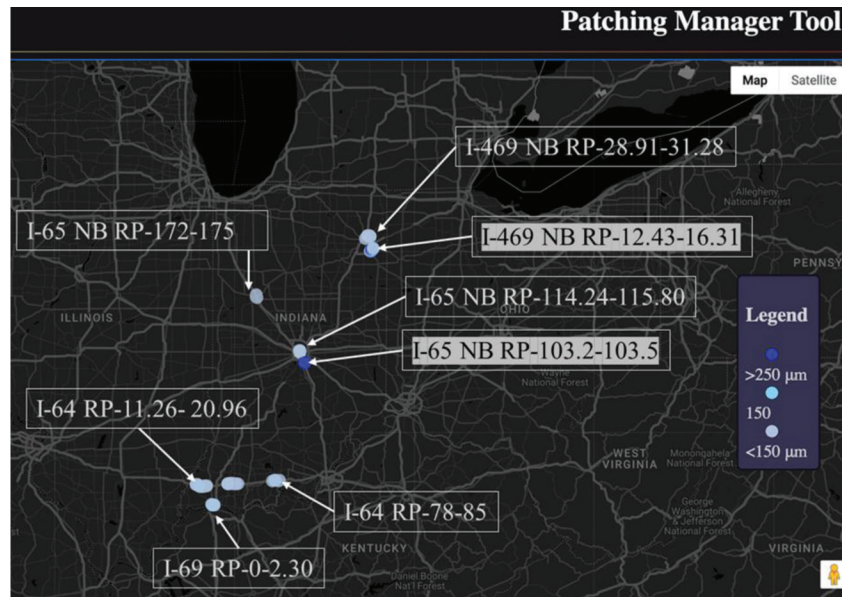 Patching Manager Tool
Map Satellite
I-469 NB RP-28.91-31.28
Allegheny
National Forest
I-65 NB RP-172-175
I-469 NB RP-12.43-16.31
PENNSY
I-65 NB RP-114.24-115.80
ILLINOIS
INDIANA
OHIO
Legend
I-65 NB RP-103.2-103.5
>250 μm
Wayne
National Forest
150
I-64 RP-11.26- 20.96
<150 μm
WEST
VIRGINIA
Monongahela
National Forest
I-64 RP-78-85
George
Washington
& Jefferson
National Forest
KENTUCKY
VIRGINIA
I-69 RP-0-2.30
Daniel Boone
Nat'l Forest